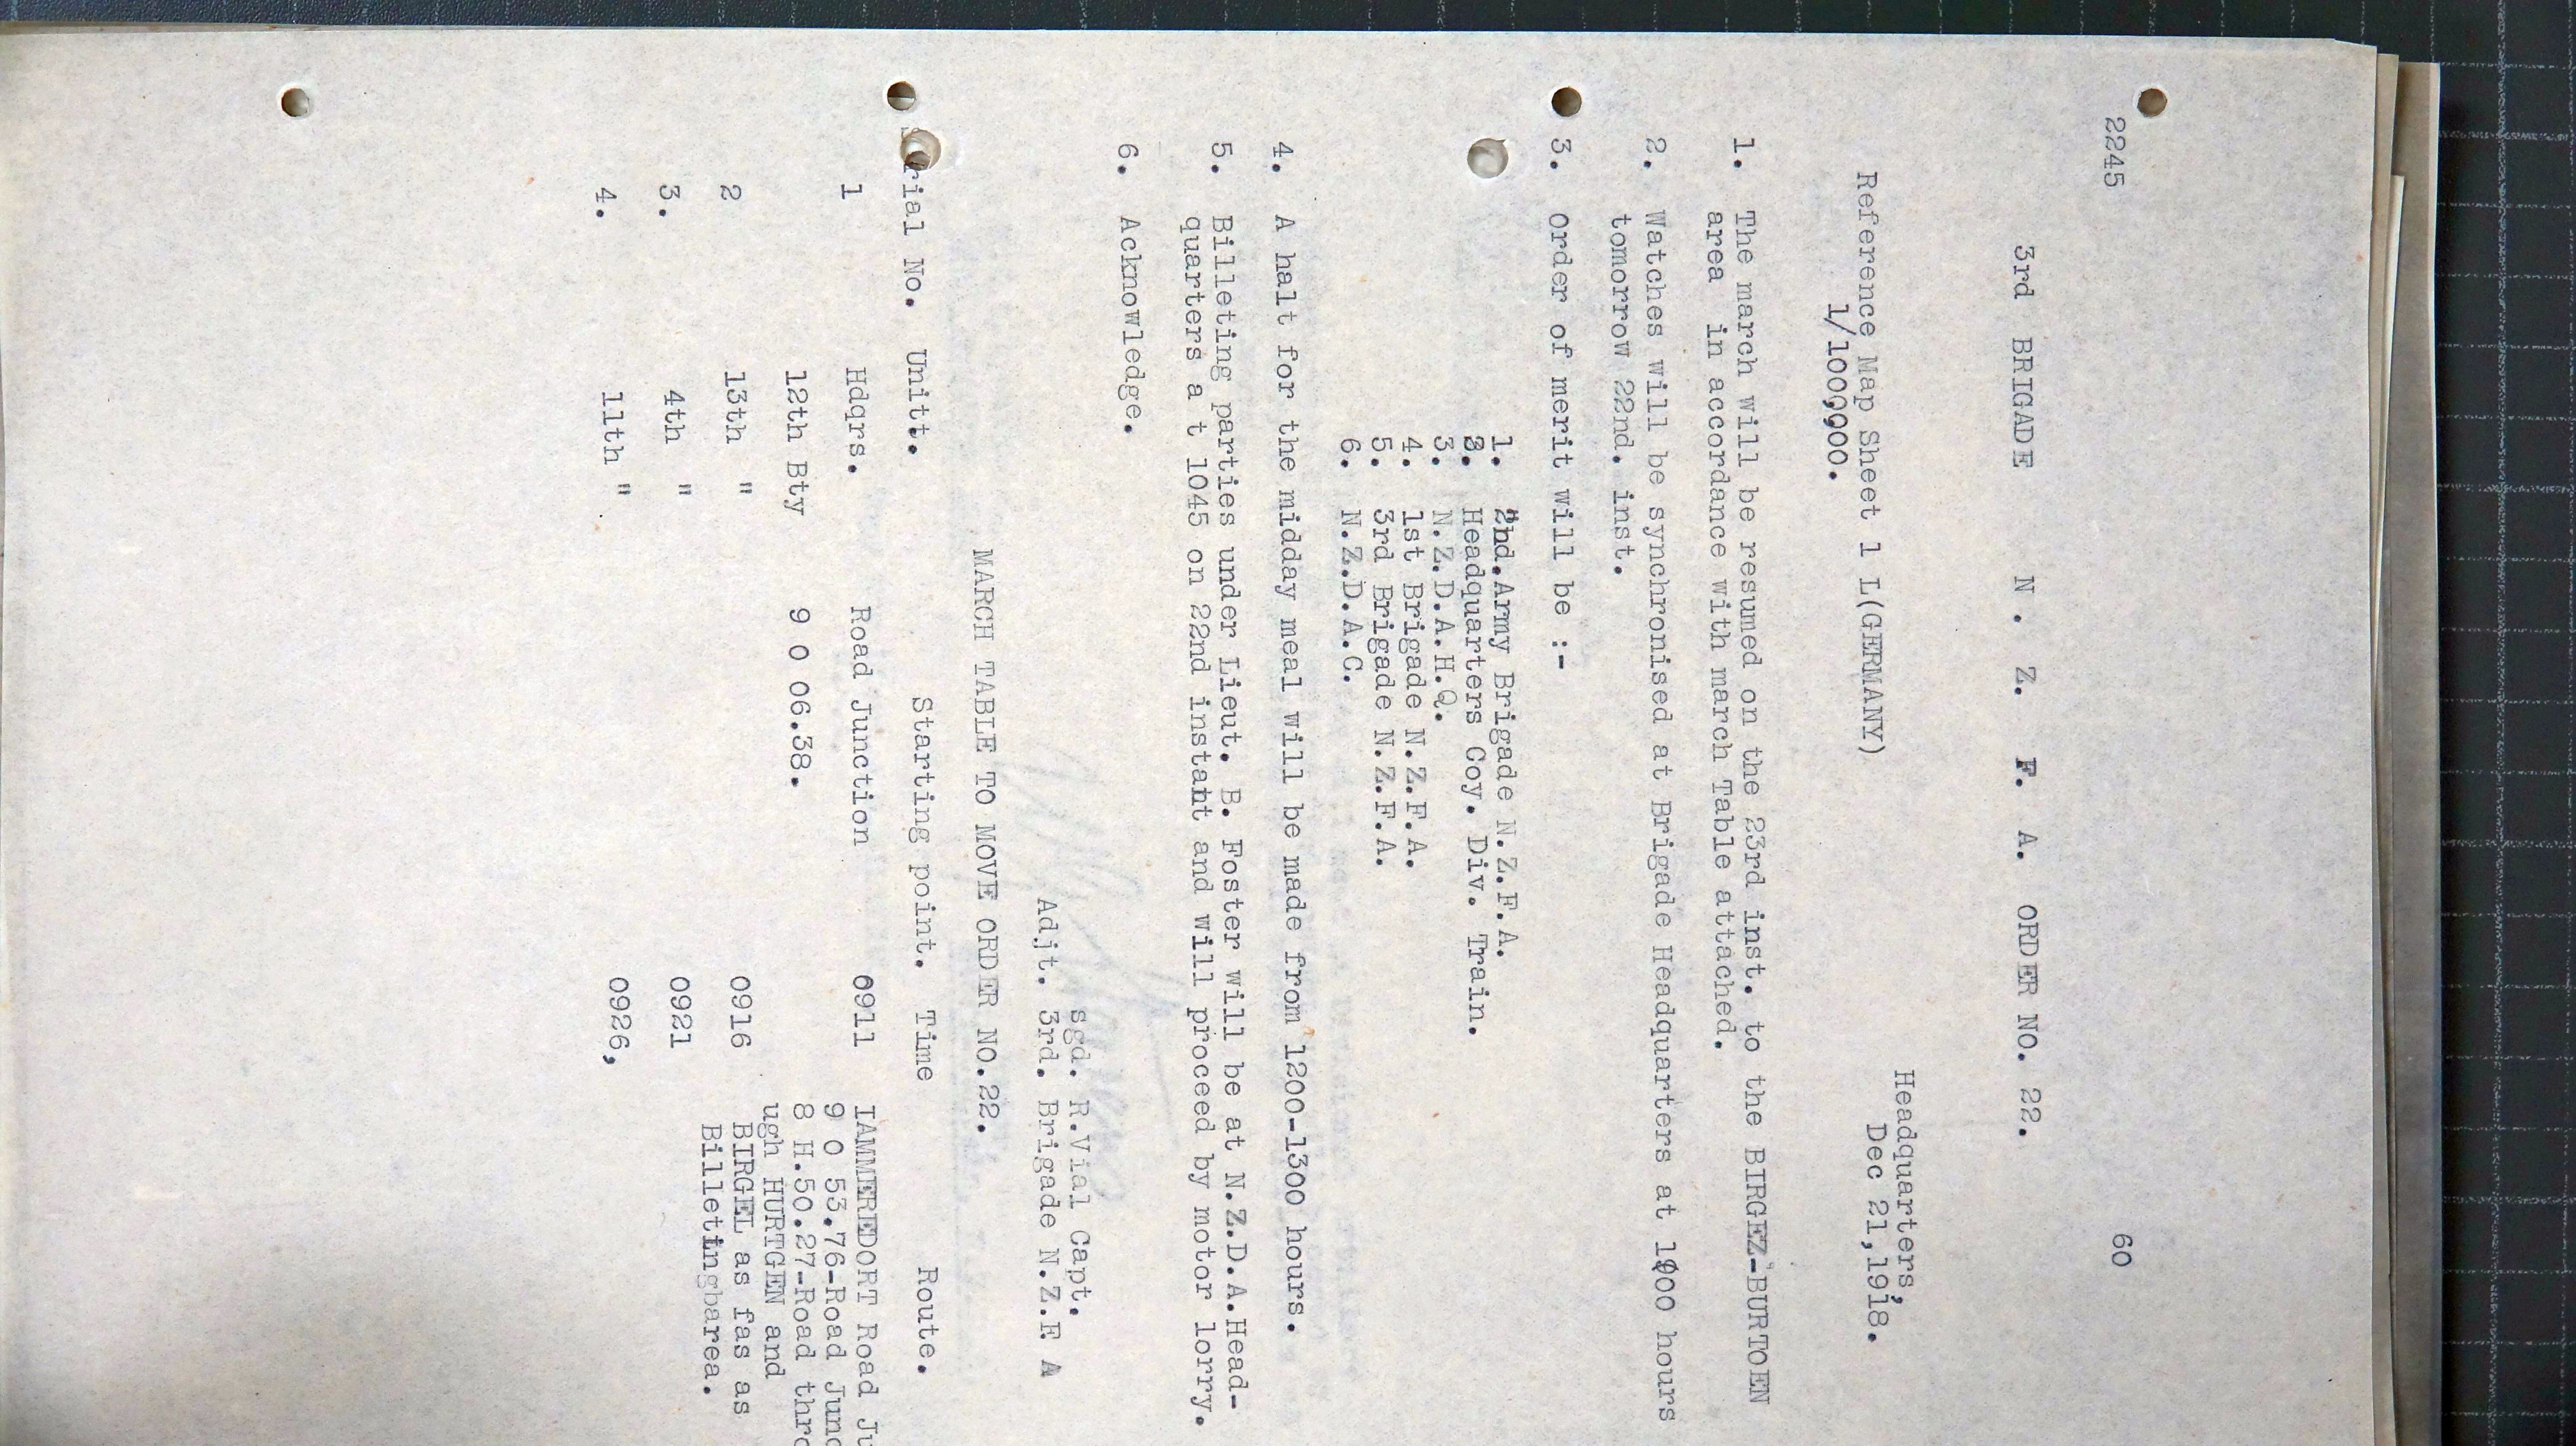 2245 60
3rd BRIGADE N . Z. F. A. ORDER NO. 22.
Headquarters,
Dec 21,1918.
Reference Map Sheet 1 L(GERMANY)
1/100,000.
1. The march will be resumed on the 23rd inst. to the BIRGEZ-BURTOEN
area in accordance with march Table attached.
2. Watches will be synchronised at Brigade Headquarters at 1900 hours
tomorrow 22nd. inst.
3. Order of merit will be :-
1. 2nd.Army Brigade N.Z.F.A.
2. Headquarters Coy. Div. Train.
3. N.Z.D.A.H.Q.
4. 1st Brigade N.Z.F.A.
5. 3rd Brigade N.Z.F.A.
6. N.Z.D.A.C.
4. A halt for the midday meal will be made from 1200-1300 hours.
5. Billeting parties under Lieut. B. Foster will be at N.Z.D.A.Head-
quarters a t 1045 on 22nd instant and will proceed by motor lorry.
6. Acknowledge.
sgd. R.Vial Capt.
Adjt. 3rd. Brigade N.Z.F A
MARCH TABLE TO MOVE ORDER NO.22.
rial No. Unitt. Starting point. Time Route.
1 Hdqrs. Road Junction 0911 IAMMEREDORT Road Ju
9 0 53.76-Road Junc
12th Bty 9 0 06.38. 8 H.50.27-Road thro
ugh HURTGEN and
2 13th " 0916 BIRGEL as fas as
Billettingbarea.
3. 4th " 0921
4. 11th " 0926,